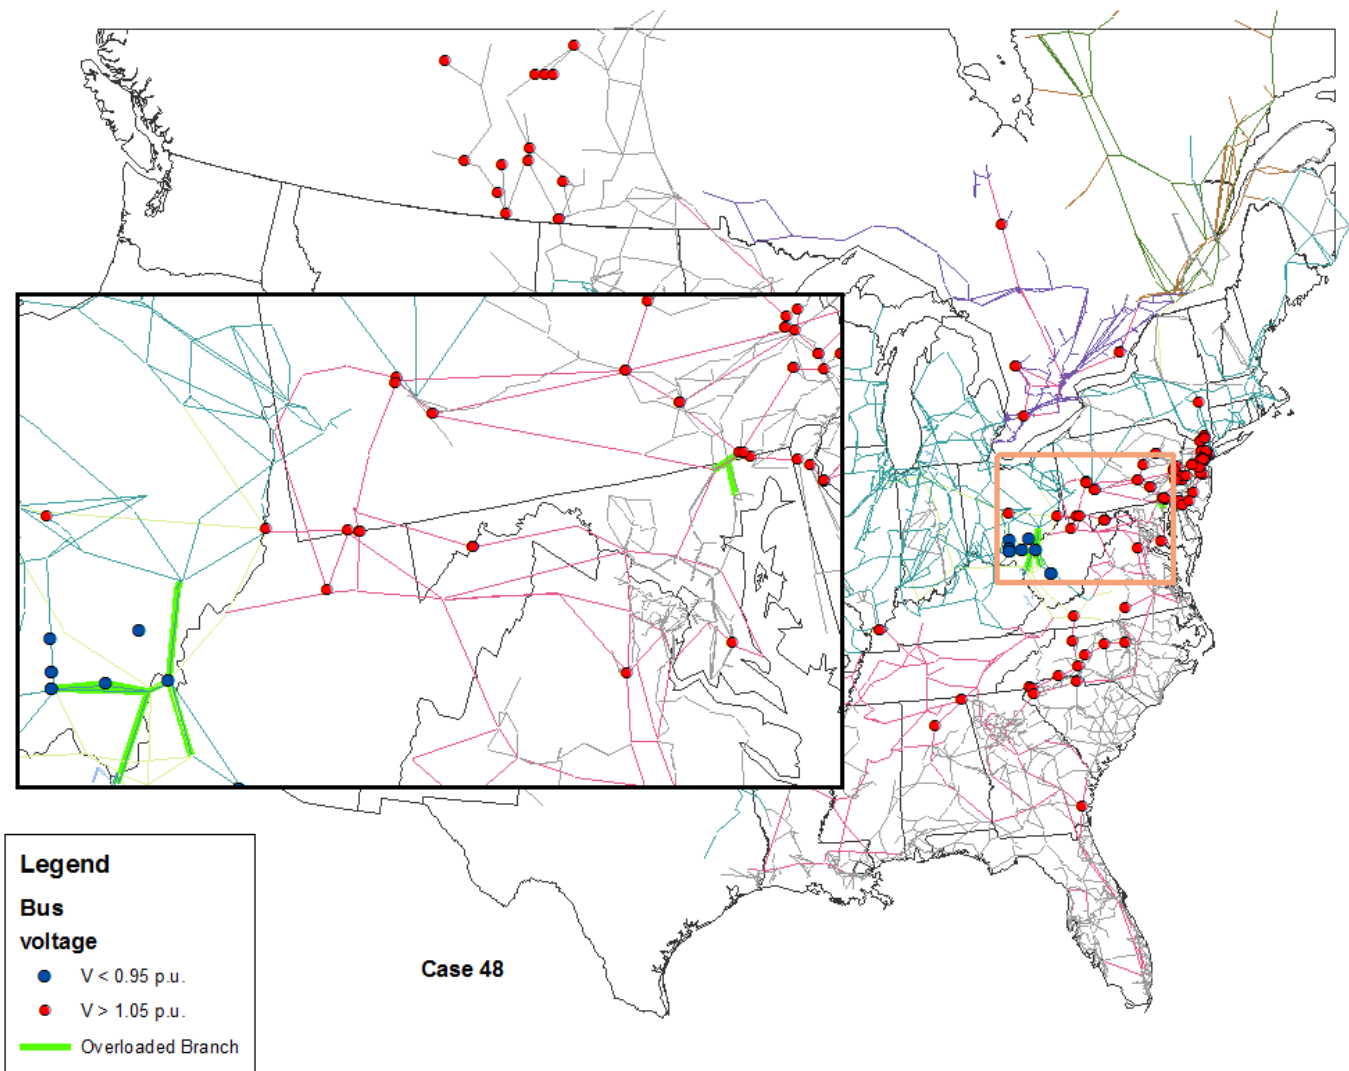 Legend
Bus
voltage
V < 0.95 p.u.
V > 1.05 p.u.
Overloaded Branch
Case 48